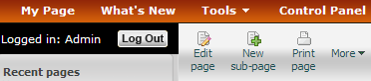 My Page What's New Tools Control Panel
Logged in: Admin Log Out
Edit page New sub-page Print page More
Recent pages